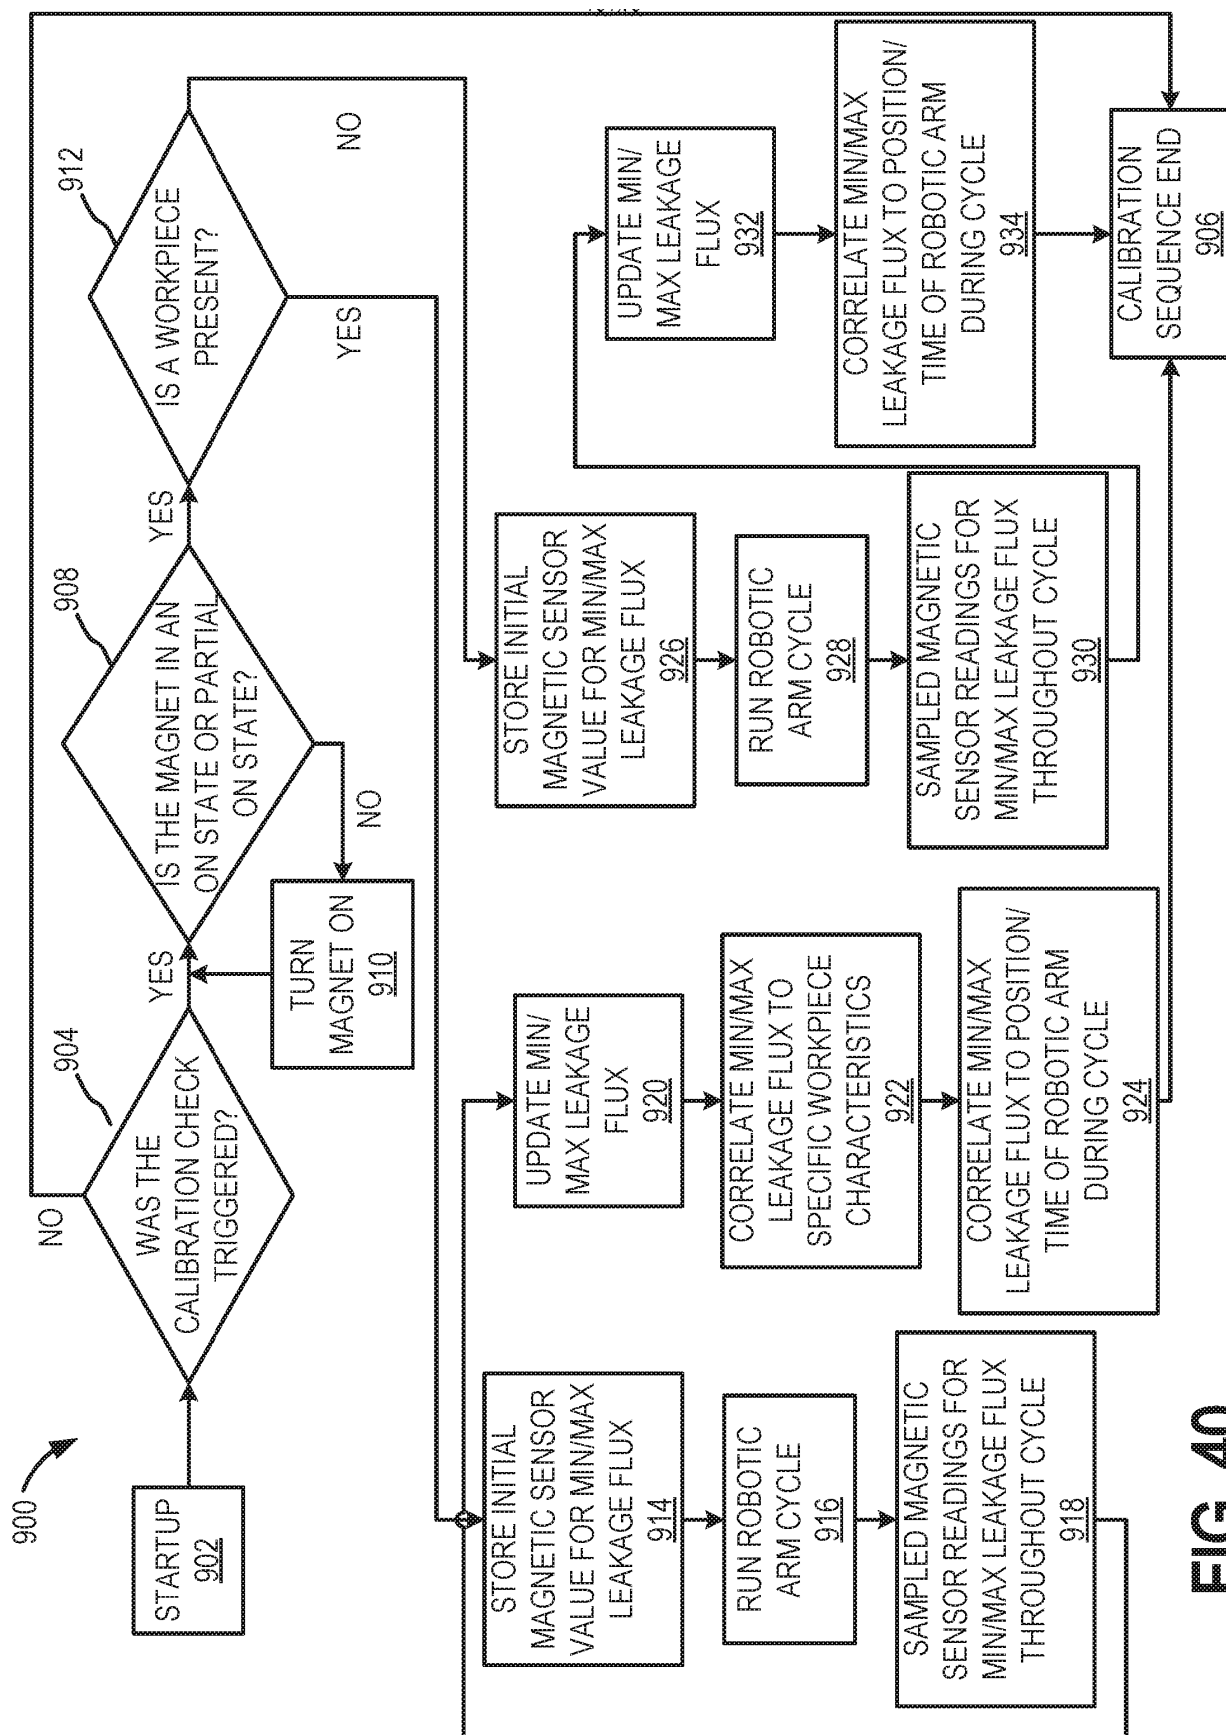 900
STARTUP
902
WAS THE
CALIBRATION CHECK
TRIGGERED?
904
NO
YES
TURN
MAGNET ON
910
IS THE MAGNET IN AN
ON STATE OR PARTIAL
ON STATE?
908
NO
YES
IS A WORKPIECE
PRESENT?
912
YES
NO
STORE INITIAL
MAGNETIC SENSOR
VALUE FOR MIN/MAX
LEAKAGE FLUX
914
RUN ROBOTIC
ARM CYCLE
916
SAMPLED MAGNETIC
SENSOR READINGS FOR
MIN/MAX LEAKAGE FLUX
THROUGHOUT CYCLE
918
UPDATE MIN/
MAX LEAKAGE
FLUX
920
CORRELATE MIN/MAX
LEAKAGE FLUX TO
SPECIFIC WORKPIECE
CHARACTERISTICS
922
CORRELATE MIN/MAX
LEAKAGE FLUX TO POSITION/
TIME OF ROBOTIC ARM
DURING CYCLE
924
STORE INITIAL
MAGNETIC SENSOR
VALUE FOR MIN/MAX
LEAKAGE FLUX
926
RUN ROBOTIC
ARM CYCLE
928
SAMPLED MAGNETIC
SENSOR READINGS FOR
MIN/MAX LEAKAGE FLUX
THROUGHOUT CYCLE
930
UPDATE MIN/
MAX LEAKAGE
FLUX
932
CORRELATE MIN/MAX
LEAKAGE FLUX TO POSITION/
TIME OF ROBOTIC ARM
DURING CYCLE
934
CALIBRATION
SEQUENCE END
906
FIG. 40